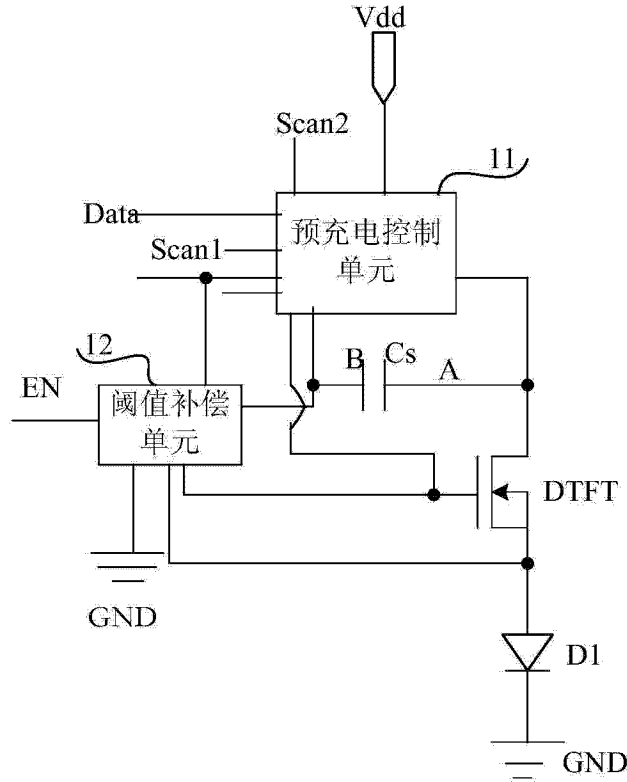 Vdd
Scan2
11
Data
预充电控制
Scan1
单元
12
B
Cs
A
EN
阈值补偿
单元
DTFT
GND
D1
GND